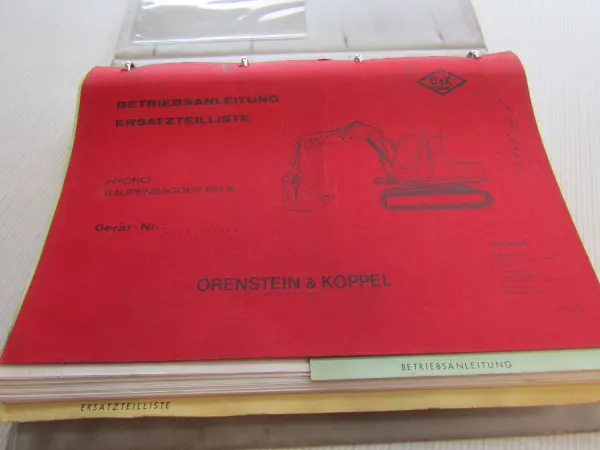 O&K
BETRIEBSANLEITUNG
ERSATZTEILLISTE
HYDRO
RAUPENBAGGER RH 6
Gerät-Nr.
ORENSTEIN & KOPPEL
BETRIEBSANLEITUNG
ERSATZTEILLISTE